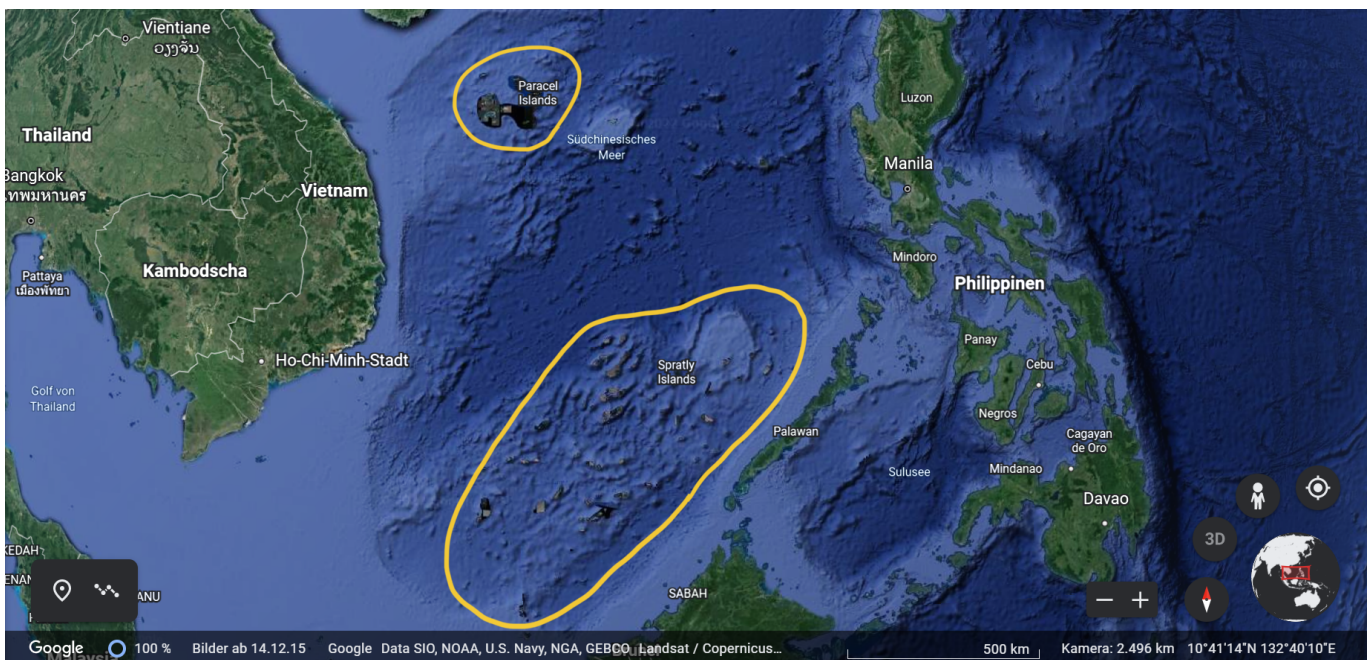 Vientiane
ວຽງຈັນ
Paracel
Islands
Luzon
Südchinesisches
Meer
Thailand
Manila
Bangkok
Vietnam
Mindoro
Kambodscha
Pattaya
เมืองพัทยา
Philippinen
Ho-Chi-Minh-Stadt
Panay
Spratly
Islands
Cebu
Golf von
Thailand
Negros
Palawan
Cagayan
de Oro
Sulusee
Mindanao
Davao
3D
KEDAH
SABAH
Google
100 %
Bilder ab 14.12.15
Google
Data SIO, NOAA, U.S. Navy, NGA, GEBCO, Landsat / Copernicus...
500 km
Kamera: 2.496 km
10°41'14"N 132°40'10"E
Malaysia
Brunei